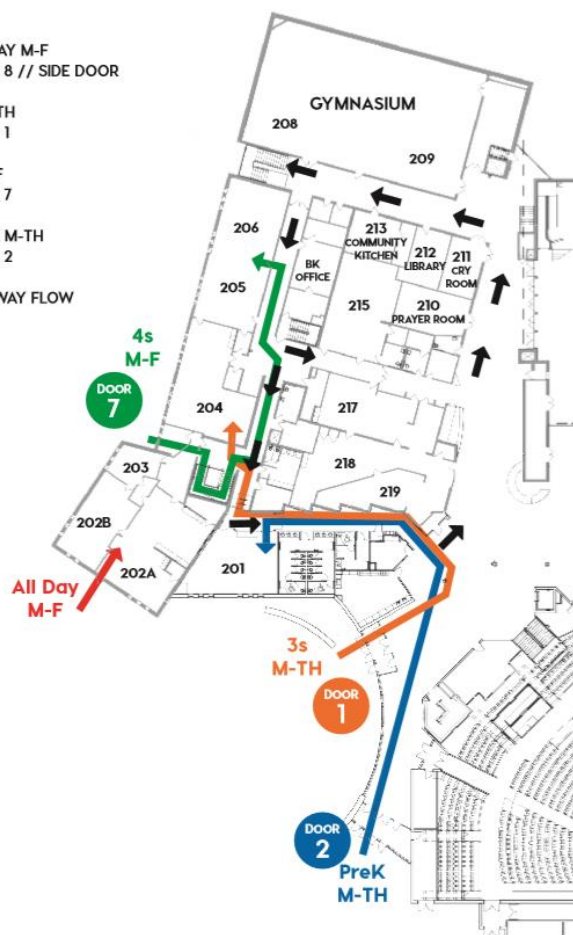 AY M-F
8 // SIDE DOOR
TH
1
F
7
M-TH
2
WAY FLOW
GYMNASIUM
208
209
206
213
COMMUNITY
KITCHEN
212
LIBRARY
211
CRY
ROOM
BK
OFFICE
205
215
210
PRAYER ROOM
4s
M-F
DOOR
7
204
217
203
218
202B
219
202A
201
All Day
M-F
3s
M-TH
DOOR
1
DOOR
2
PreK
M-TH